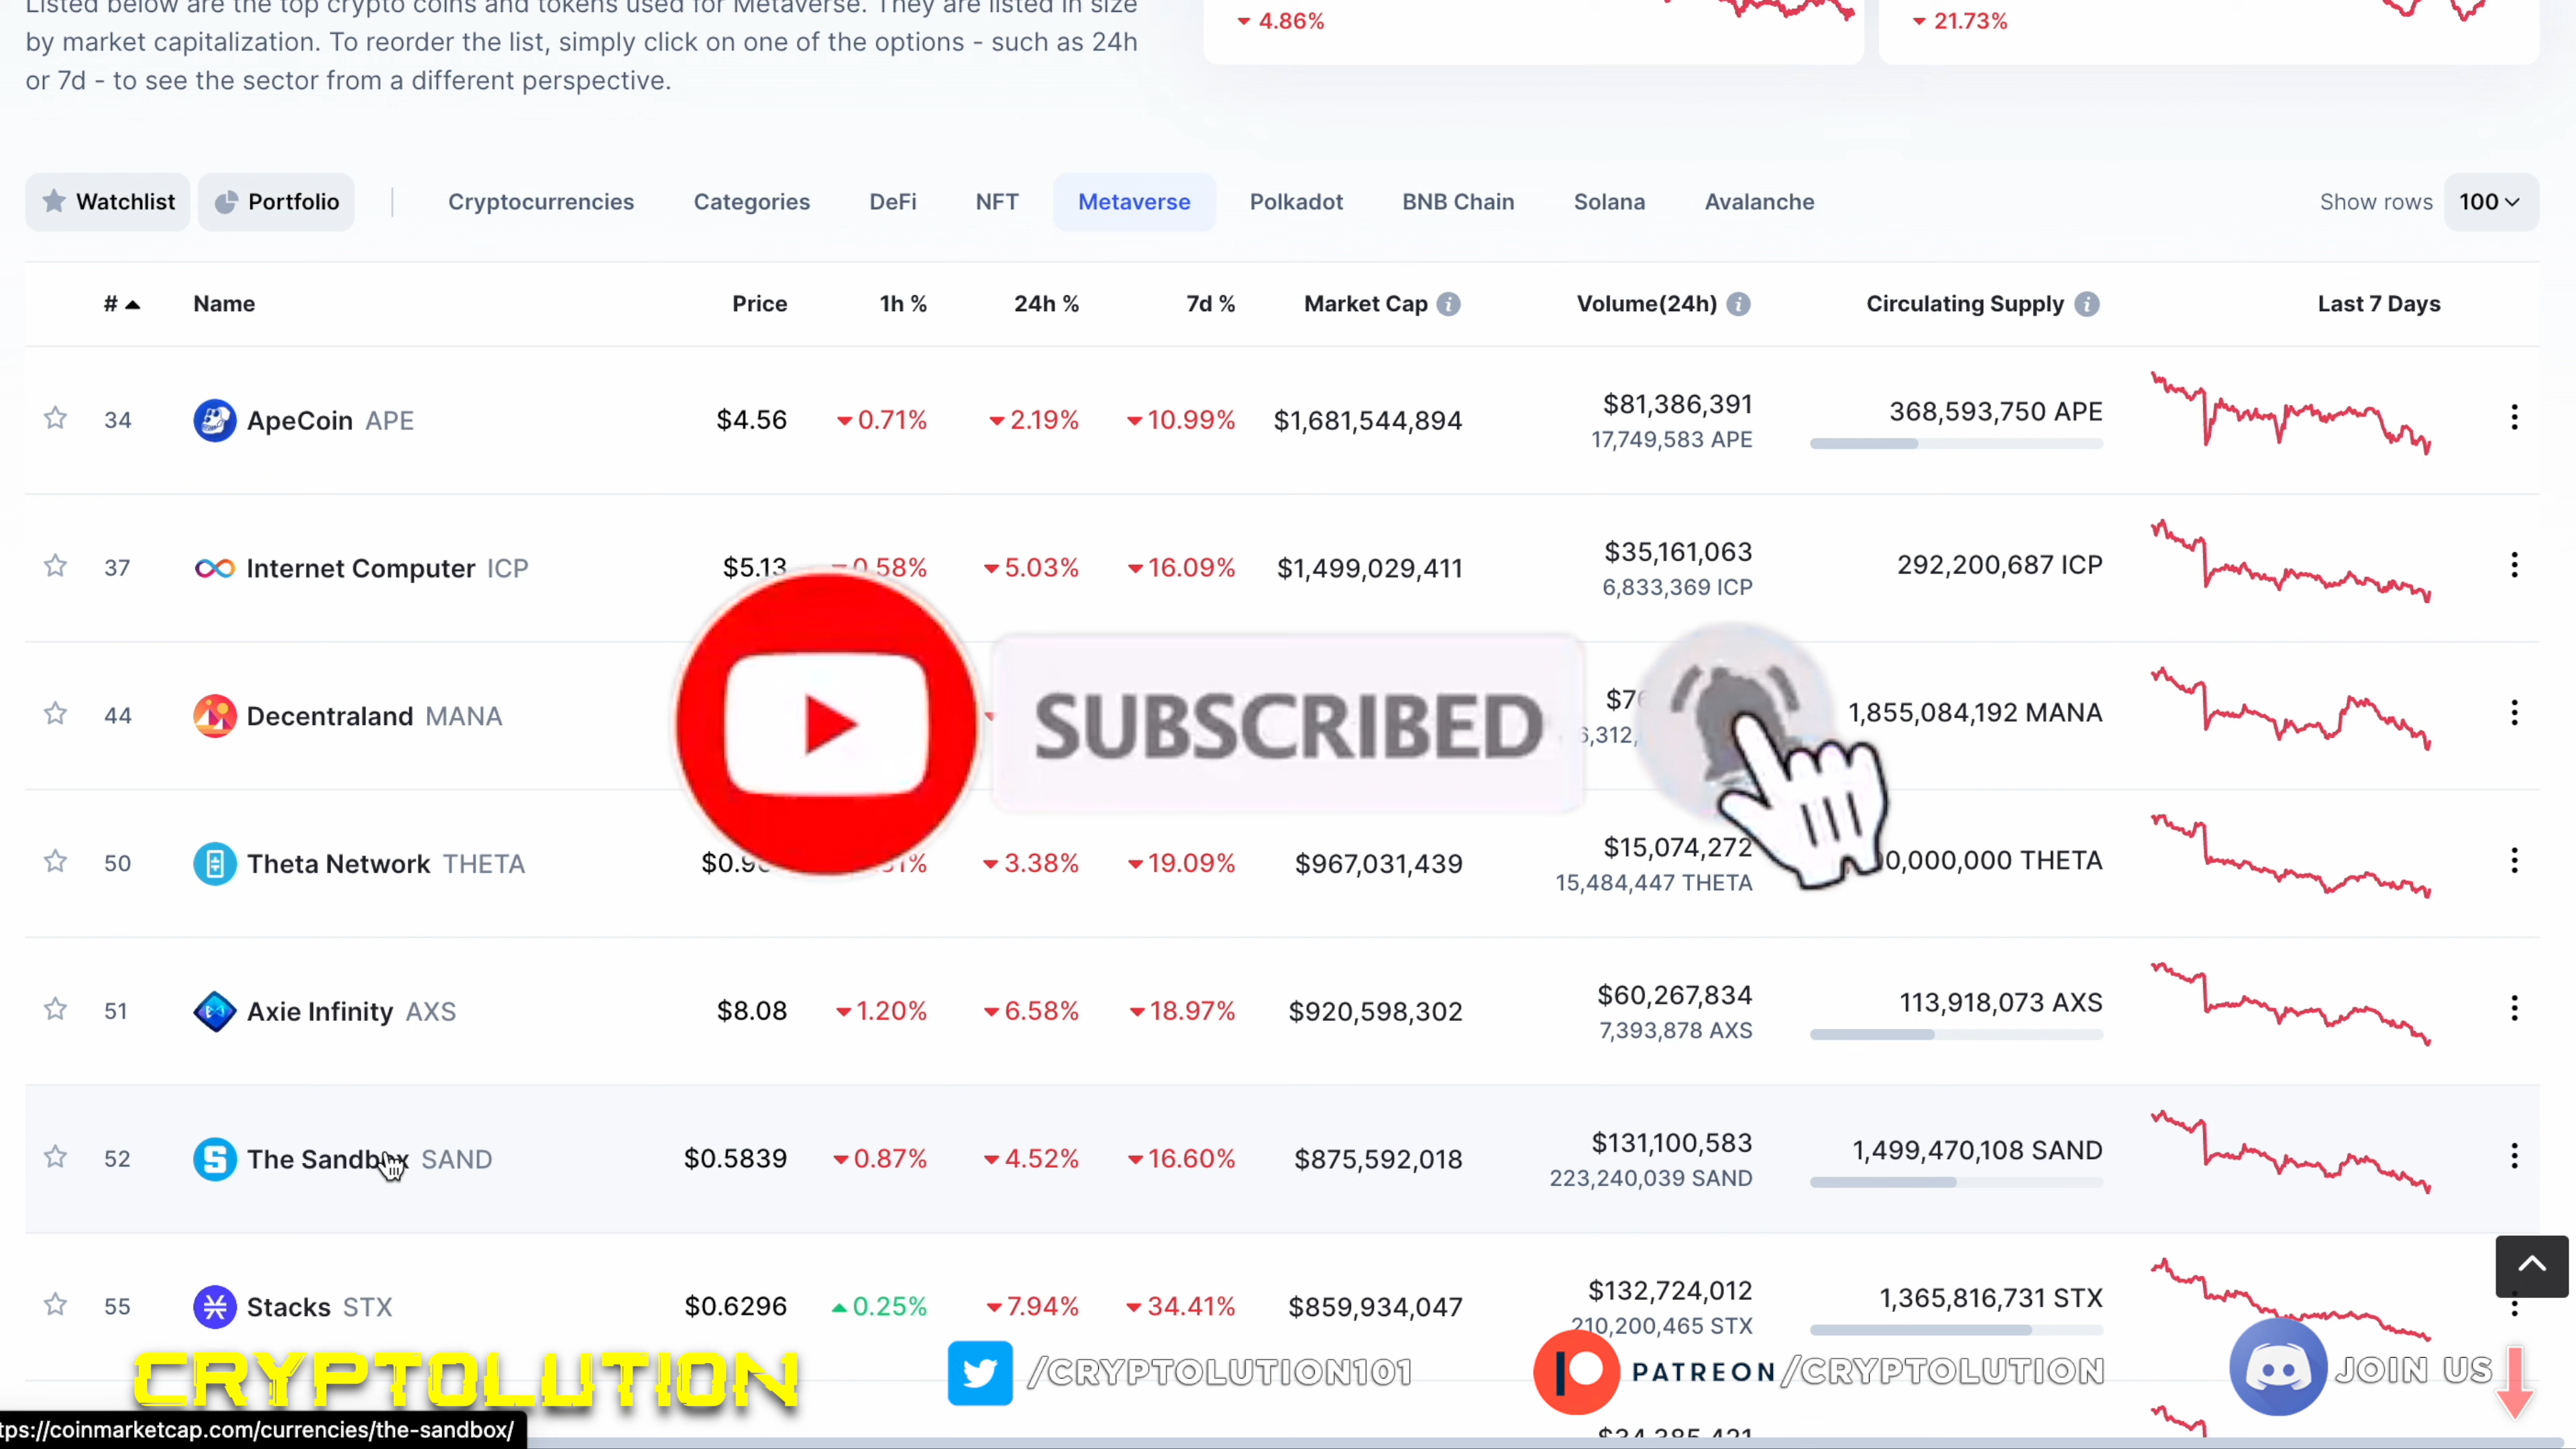 Listed below are the top crypto coins and tokens used for Metaverse. They are listed in size
by market capitalization. To reorder the list, simply click on one of the options - such as 24h
or 7d - to see the sector from a different perspective.
4.86%
21.73%
Watchlist
Portfolio
Cryptocurrencies
Categories
DeFi
NFT
Metaverse
Polkadot
BNB Chain
Solana
Avalanche
Show rows
100
# Name Price 1h % 24h % 7d % Market Cap Volume(24h) Circulating Supply Last 7 Days
34 ApeCoin APE $4.56 0.71% 2.19% 10.99% $1,681,544,894 $81,386,391 368,593,750 APE
17,749,583 APE
37 Internet Computer ICP $5.13 0.58% 5.03% 16.09% $1,499,029,411 $35,161,063 292,200,687 ICP
6,833,369 ICP
44 Decentraland MANA 1,855,084,192 MANA
SUBSCRIBED
50 Theta Network THETA 3.38% 19.09% $967,031,439 $15,074,272 THETA
15,484,447 THETA
51 Axie Infinity AXS $8.08 1.20% 6.58% 18.97% $920,598,302 $60,267,834 113,918,073 AXS
7,393,878 AXS
52 The Sandbox SAND $0.5839 0.87% 4.52% 16.60% $875,592,018 $131,100,583 1,499,470,108 SAND
223,240,039 SAND
55 Stacks STX $0.6296 0.25% 7.94% 34.41% $859,934,047 $132,724,012 1,365,816,731 STX
210,200,465 STX
CRYPTOLUTION
/CRYPTOLUTION101
PATREON/CRYPTOLUTION
JOIN US
tps://coinmarketcap.com/currencies/the-sandbox/